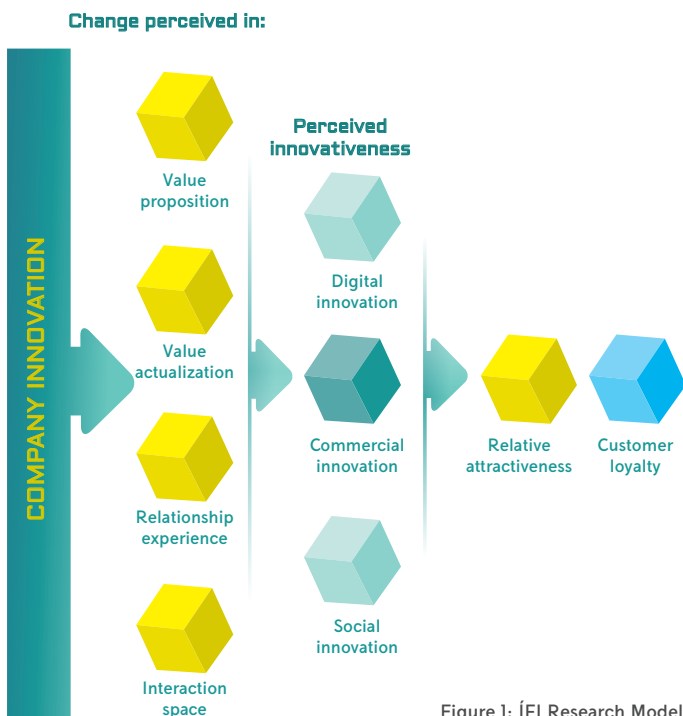 Change perceived in:
COMPANY INNOVATION
Value
proposition
Value
actualization
Relationship
experience
Interaction
space
Perceived
innovativeness
Digital
innovation
Commercial
innovation
Social
innovation
Relative
attractiveness
Customer
loyalty
Figure 1: ÍFI Research Model